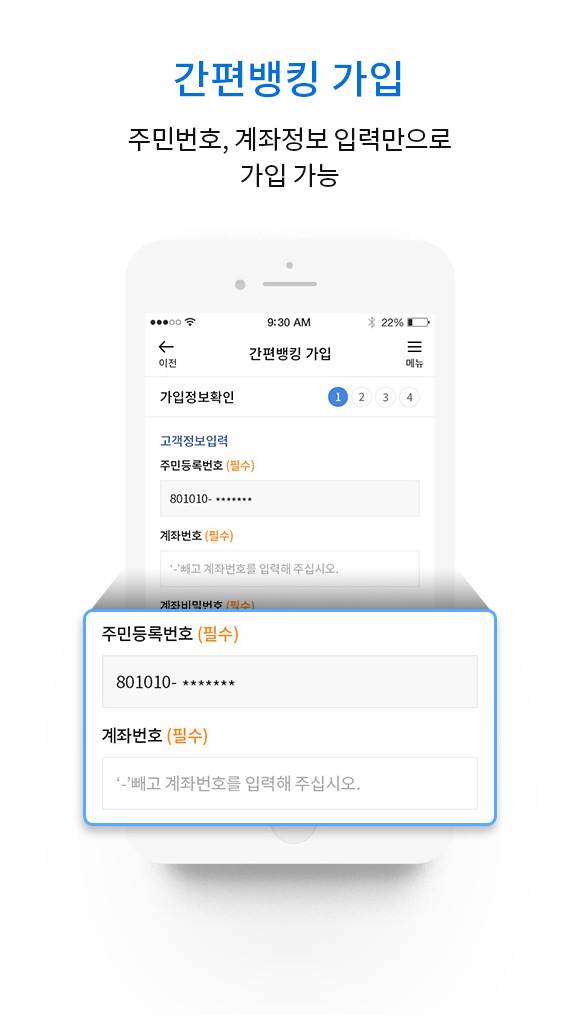 간편뱅킹 가입
주민번호, 계좌정보 입력만으로
가입 가능
9:30 AM
22%
이전
간편뱅킹 가입
메뉴
가입정보확인
1 2 3 4
고객정보입력
주민등록번호 (필수)
801010- *******
계좌번호 (필수)
‘-’빼고 계좌번호를 입력해 주십시오.
계좌비밀번호 (필수)
주민등록번호 (필수)
801010- *******
계좌번호 (필수)
‘-’빼고 계좌번호를 입력해 주십시오.